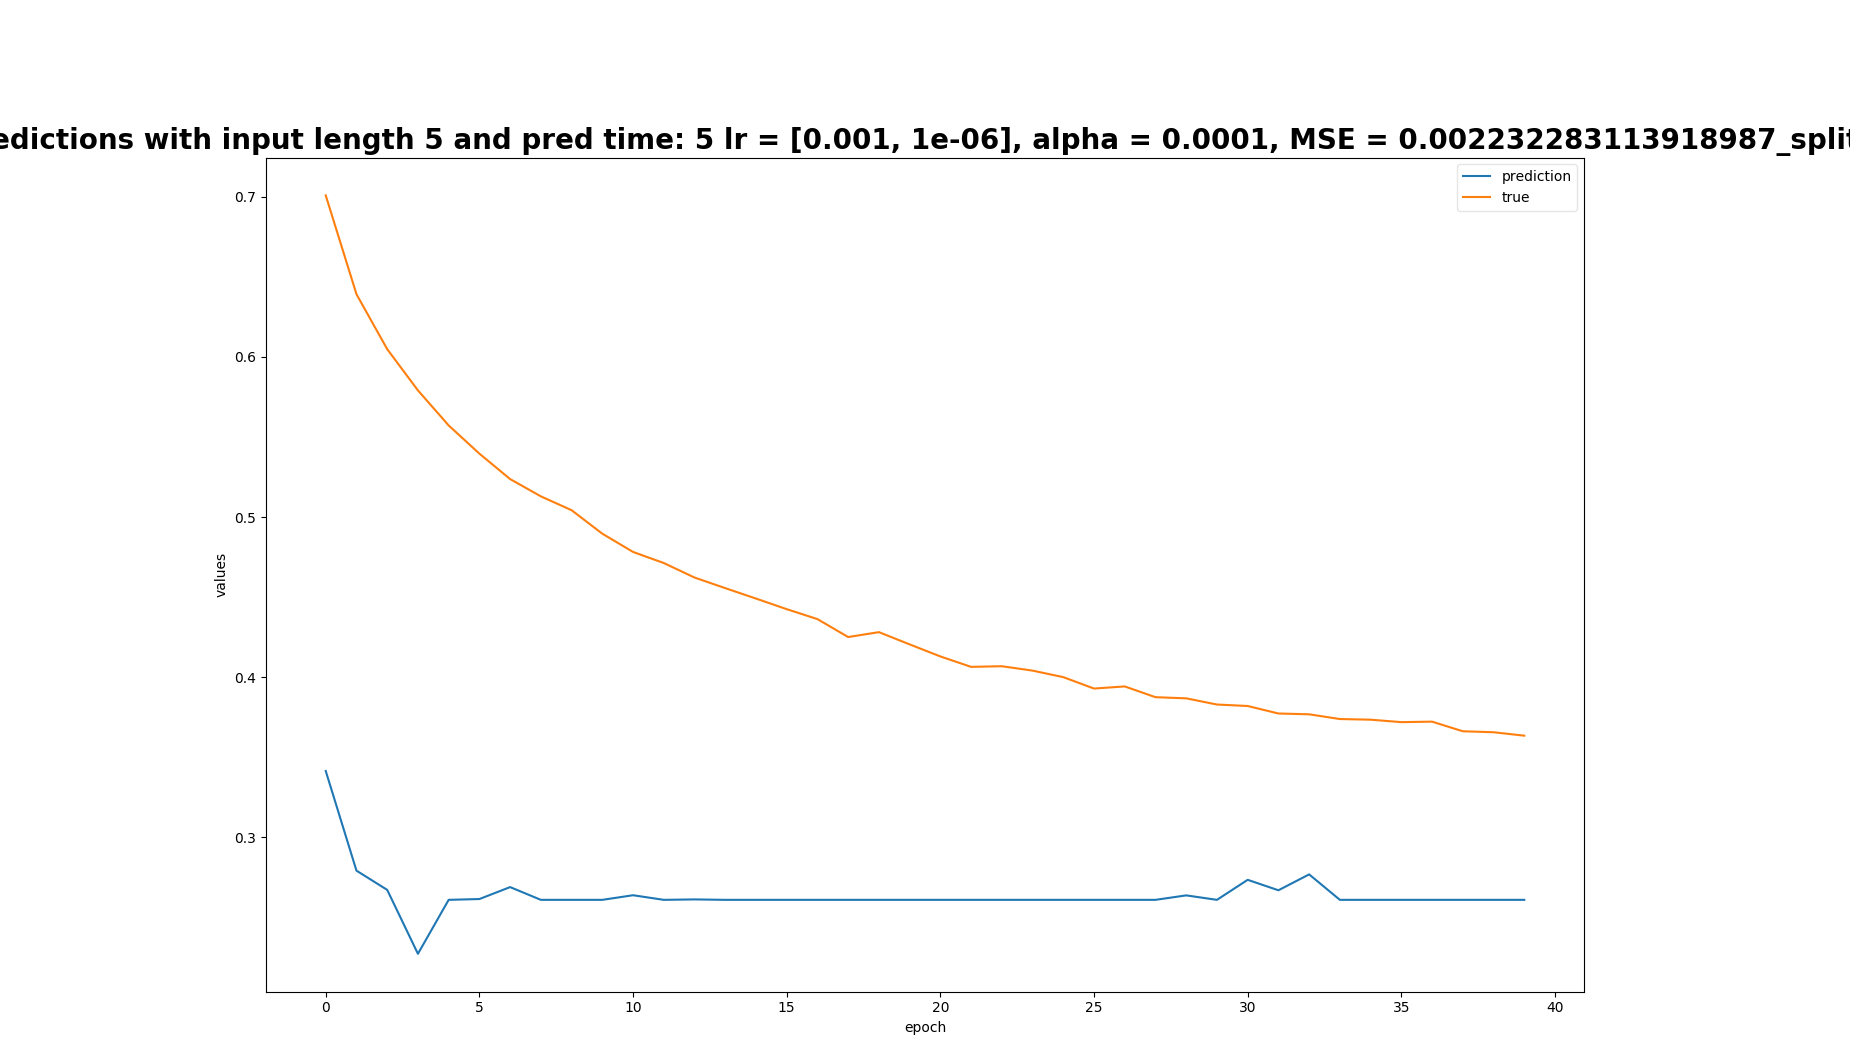 edictions with input length 5 and pred time: 5 lr = [0.001, 1e-06], alpha = 0.0001, MSE = 0.002232283113918987_split
prediction
true
0.7
0.6
0.5
0.4
0.3
values
0 5 10 15 20 25 30 35 40
epoch